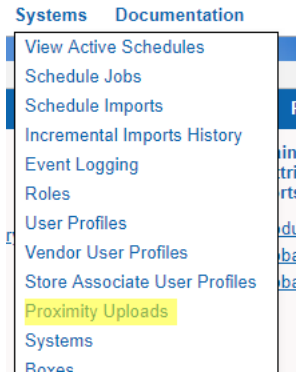 Systems Documentation
View Active Schedules
Schedule Jobs
Schedule Imports
Incremental Imports History
Event Logging
Roles
User Profiles
Vendor User Profiles
Store Associate User Profiles
Proximity Uploads
Systems
Boxes